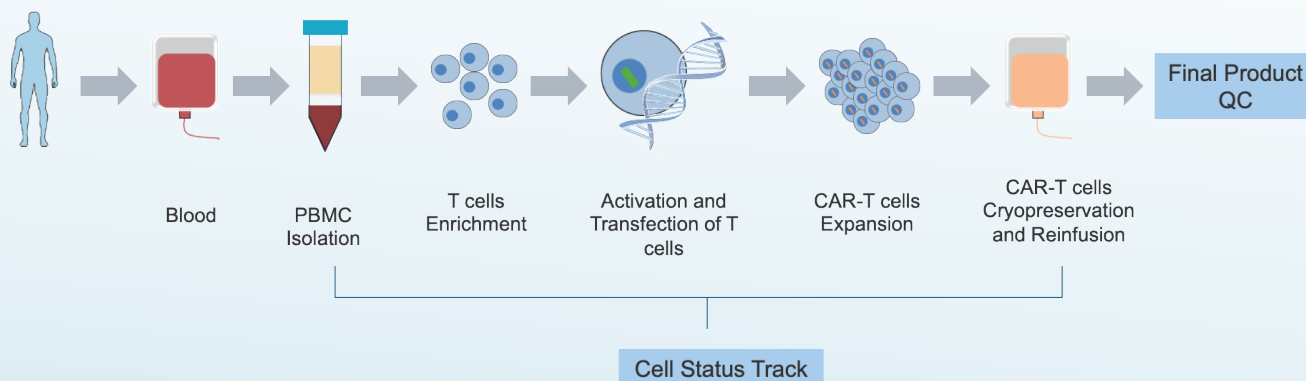 Final Product
QC
Blood
PBMC
Isolation
T cells
Enrichment
Activation and
Transfection of T
cells
CAR-T cells
Expansion
CAR-T cells
Cryopreservation
and Reinfusion
Cell Status Track